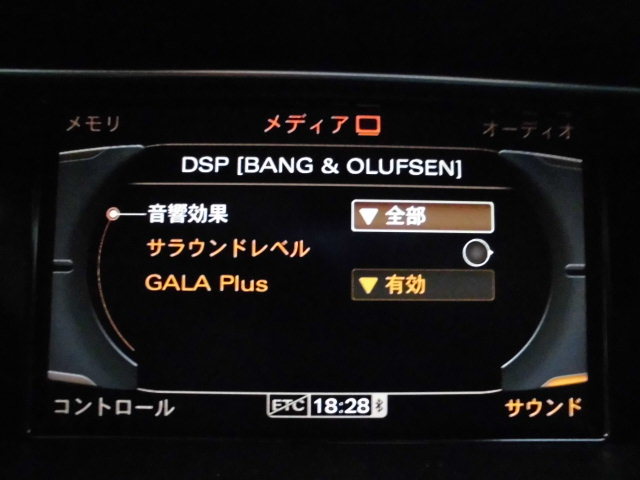 メモリ
メディア
オーディオ
DSP [BANG & OLUFSEN]
音響効果 ▼ 全部
サラウンドレベル
GALA Plus ▼ 有効
コントロール
ETC 18:28
サウンド